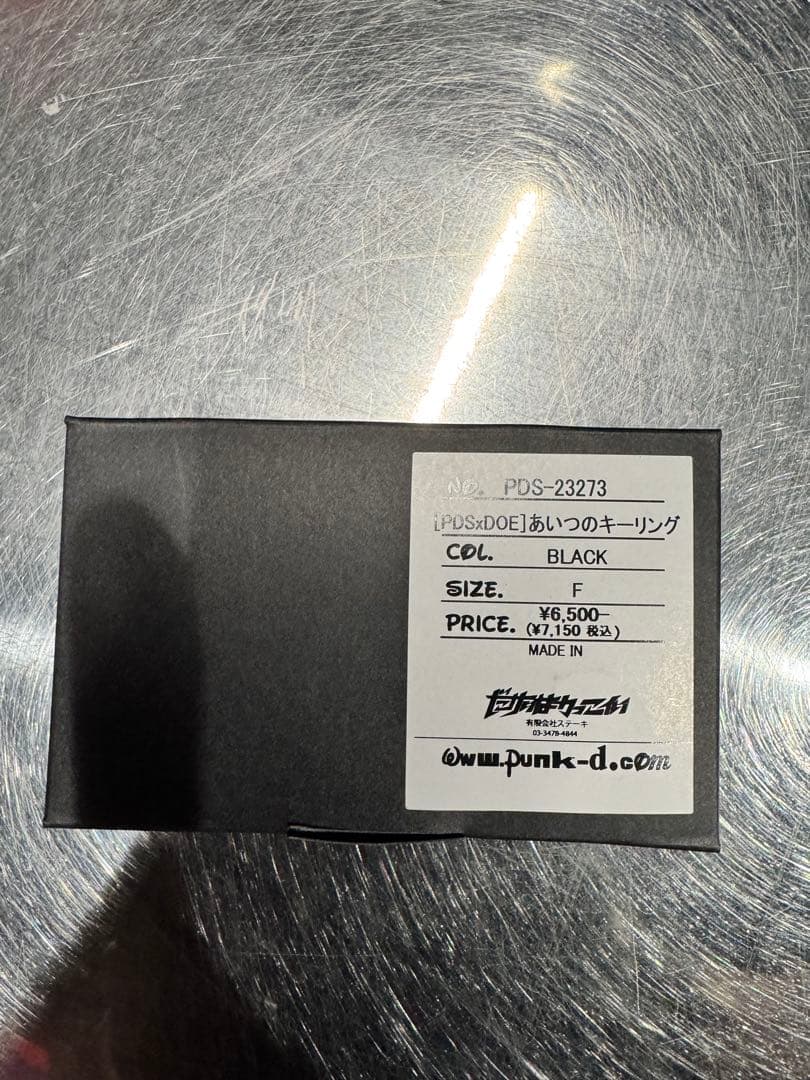 NO. PDS-23273
[PDSxDOE]あいつのキーリング
COL. BLACK
SIZE. F
PRICE. ¥6,500-
(¥7,150 税込)
MADE IN
有限会社ステーキ
03-3478-4844
www.punk-d.com